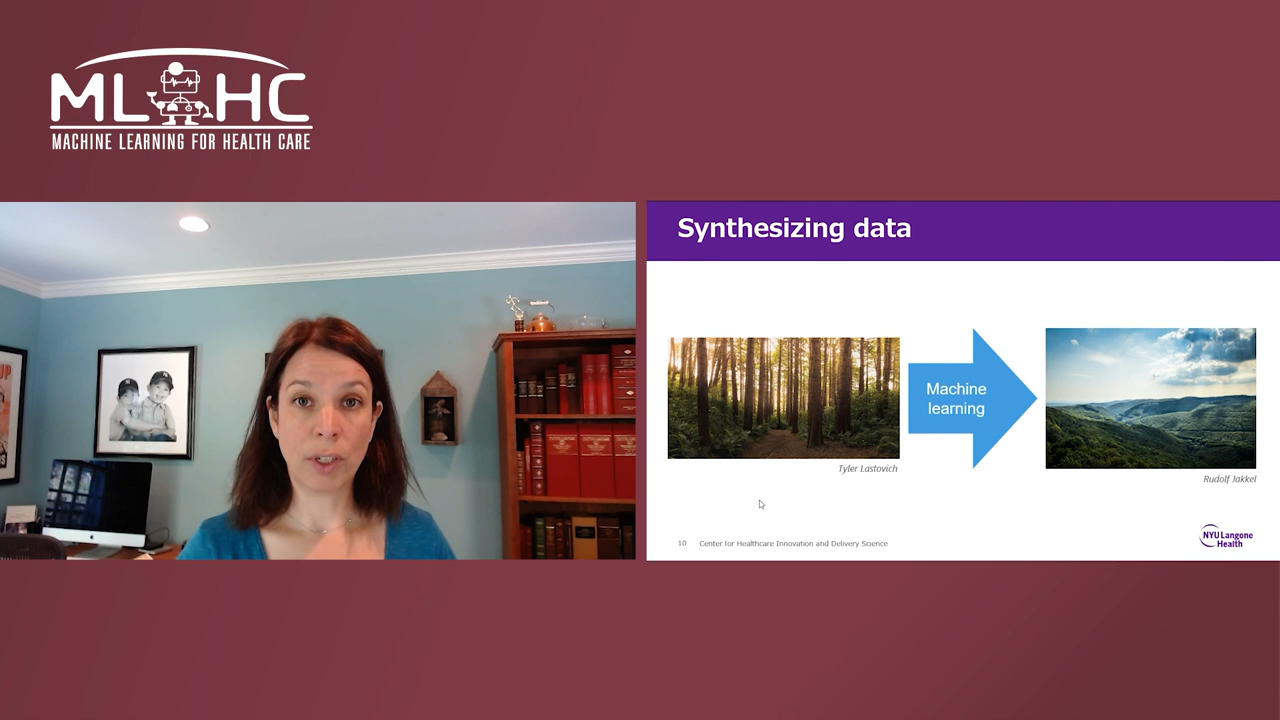 ML HC
MACHINE LEARNING FOR HEALTH CARE
UP
Synthesizing data
Machine
learning
Tyler Lastovich
Rudolf Jakkel
10 Center for Healthcare Innovation and Delivery Science
NYU Langone
Health